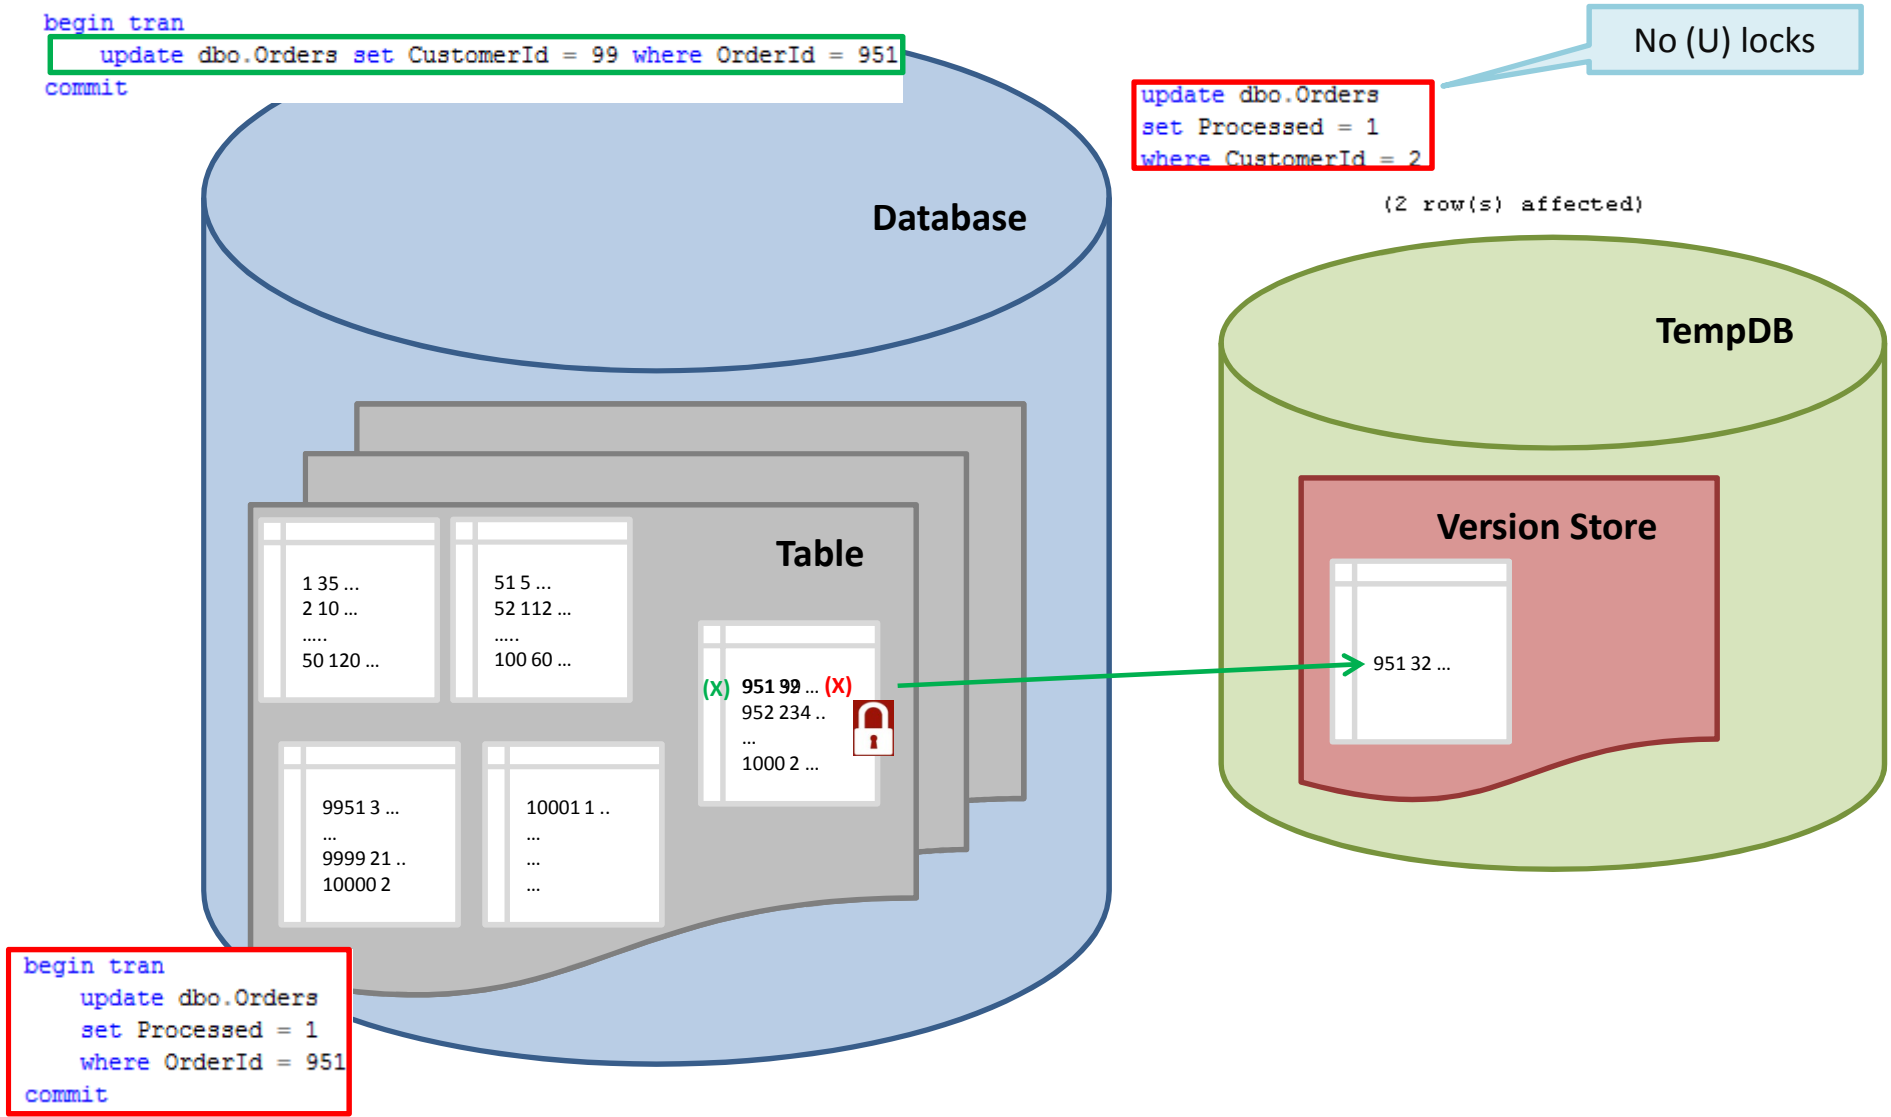 begin tran
update dbo.Orders set CustomerId = 99 where OrderId = 951
commit
No (U) locks
update dbo.Orders
set Processed = 1
where CustomerId = 2
(2 row(s) affected)
Database
TempDB
Version Store
951 32 ...
Table
1 35 ...
2 10 ...
.....
50 120 ...
51 5 ...
52 112 ...
.....
100 60 ...
(X) 951 ... (X)
952 234 ..
...
1000 2 ...
9951 3 ...
...
9999 21 ..
10000 2
10001 1 ..
...
...
...
begin tran
update dbo.Orders
set Processed = 1
where OrderId = 951
commit